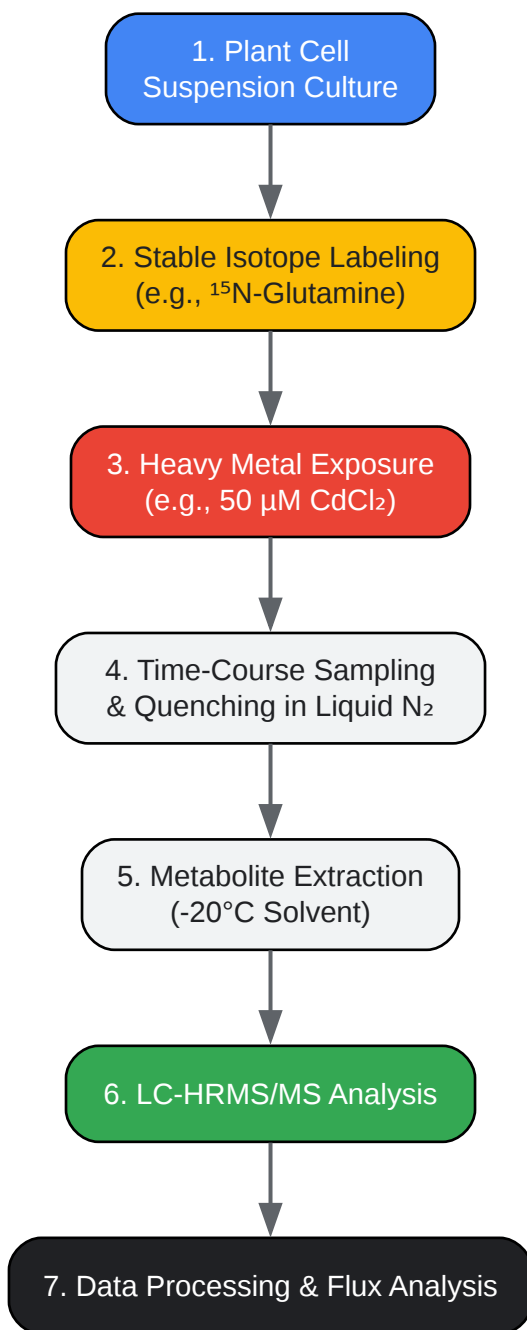 1. Plant Cell
Suspension Culture
2. Stable Isotope Labeling
(e.g., ¹⁵N-Glutamine)
3. Heavy Metal Exposure
(e.g., 50 µM CdCl₂)
4. Time-Course Sampling
& Quenching in Liquid N₂
5. Metabolite Extraction
(-20°C Solvent)
6. LC-HRMS/MS Analysis
7. Data Processing & Flux Analysis